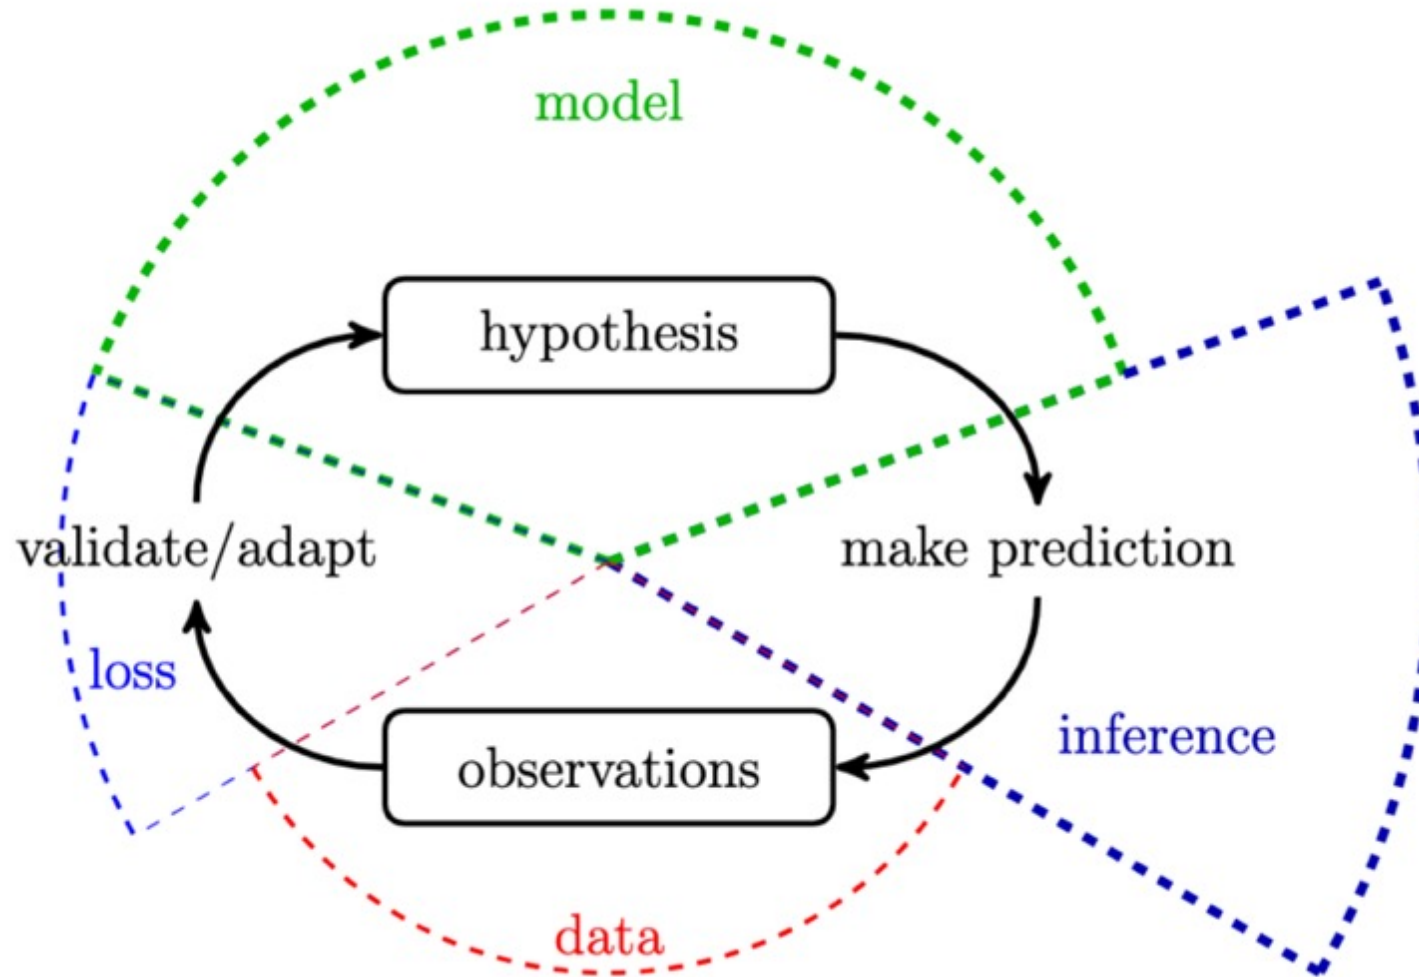 model
hypothesis
validate/adapt
make prediction
loss
inference
observations
data